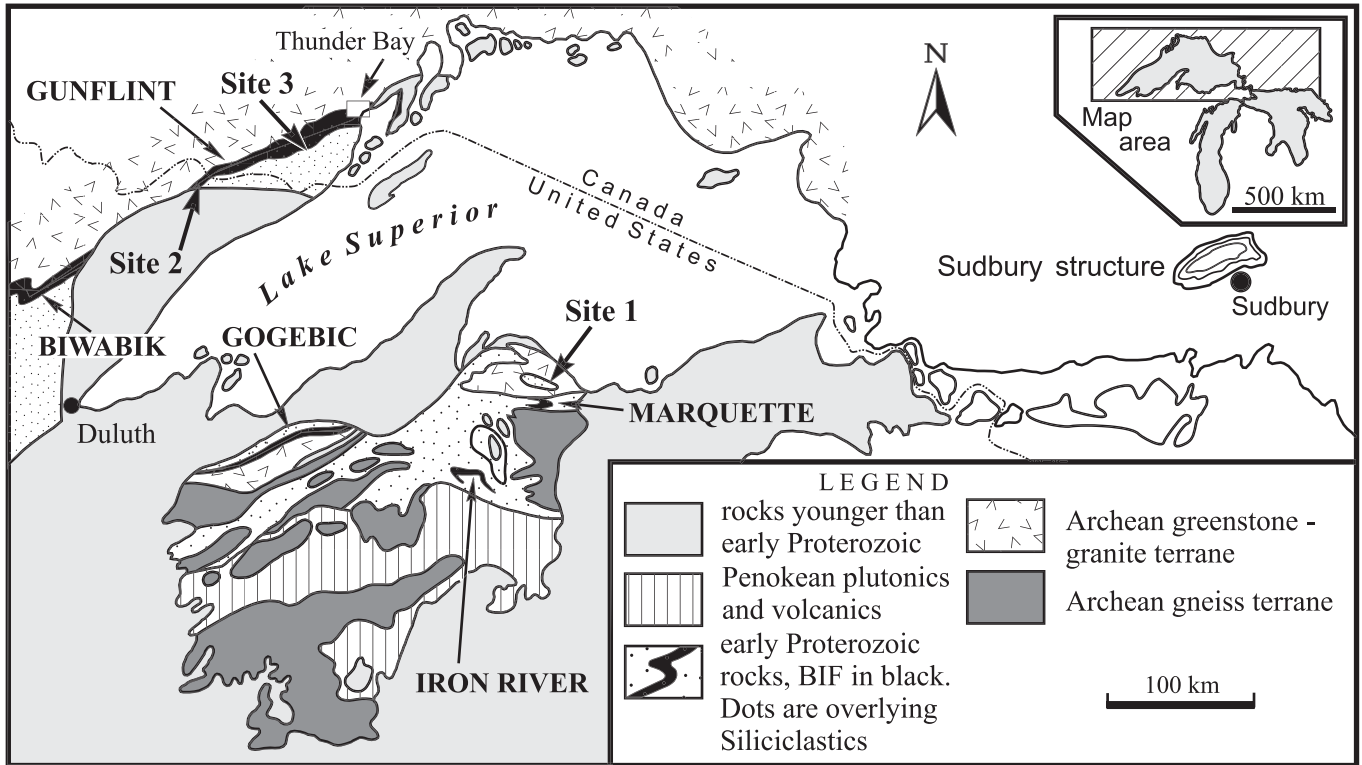 Thunder Bay
GUNFLINT
Site 3
N
Map
area
500 km
Canada
United States
Lake Superior
Site 2
Sudbury structure
Sudbury
BIWABIK
GOGEBIC
Site 1
MARQUETTE
Duluth
IRON RIVER
LEGEND
rocks younger than
early Proterozoic
Penokean plutonics
and volcanics
early Proterozoic
rocks, BIF in black.
Dots are overlying
Siliciclastics
Archean greenstone -
granite terrane
Archean gneiss terrane
100 km